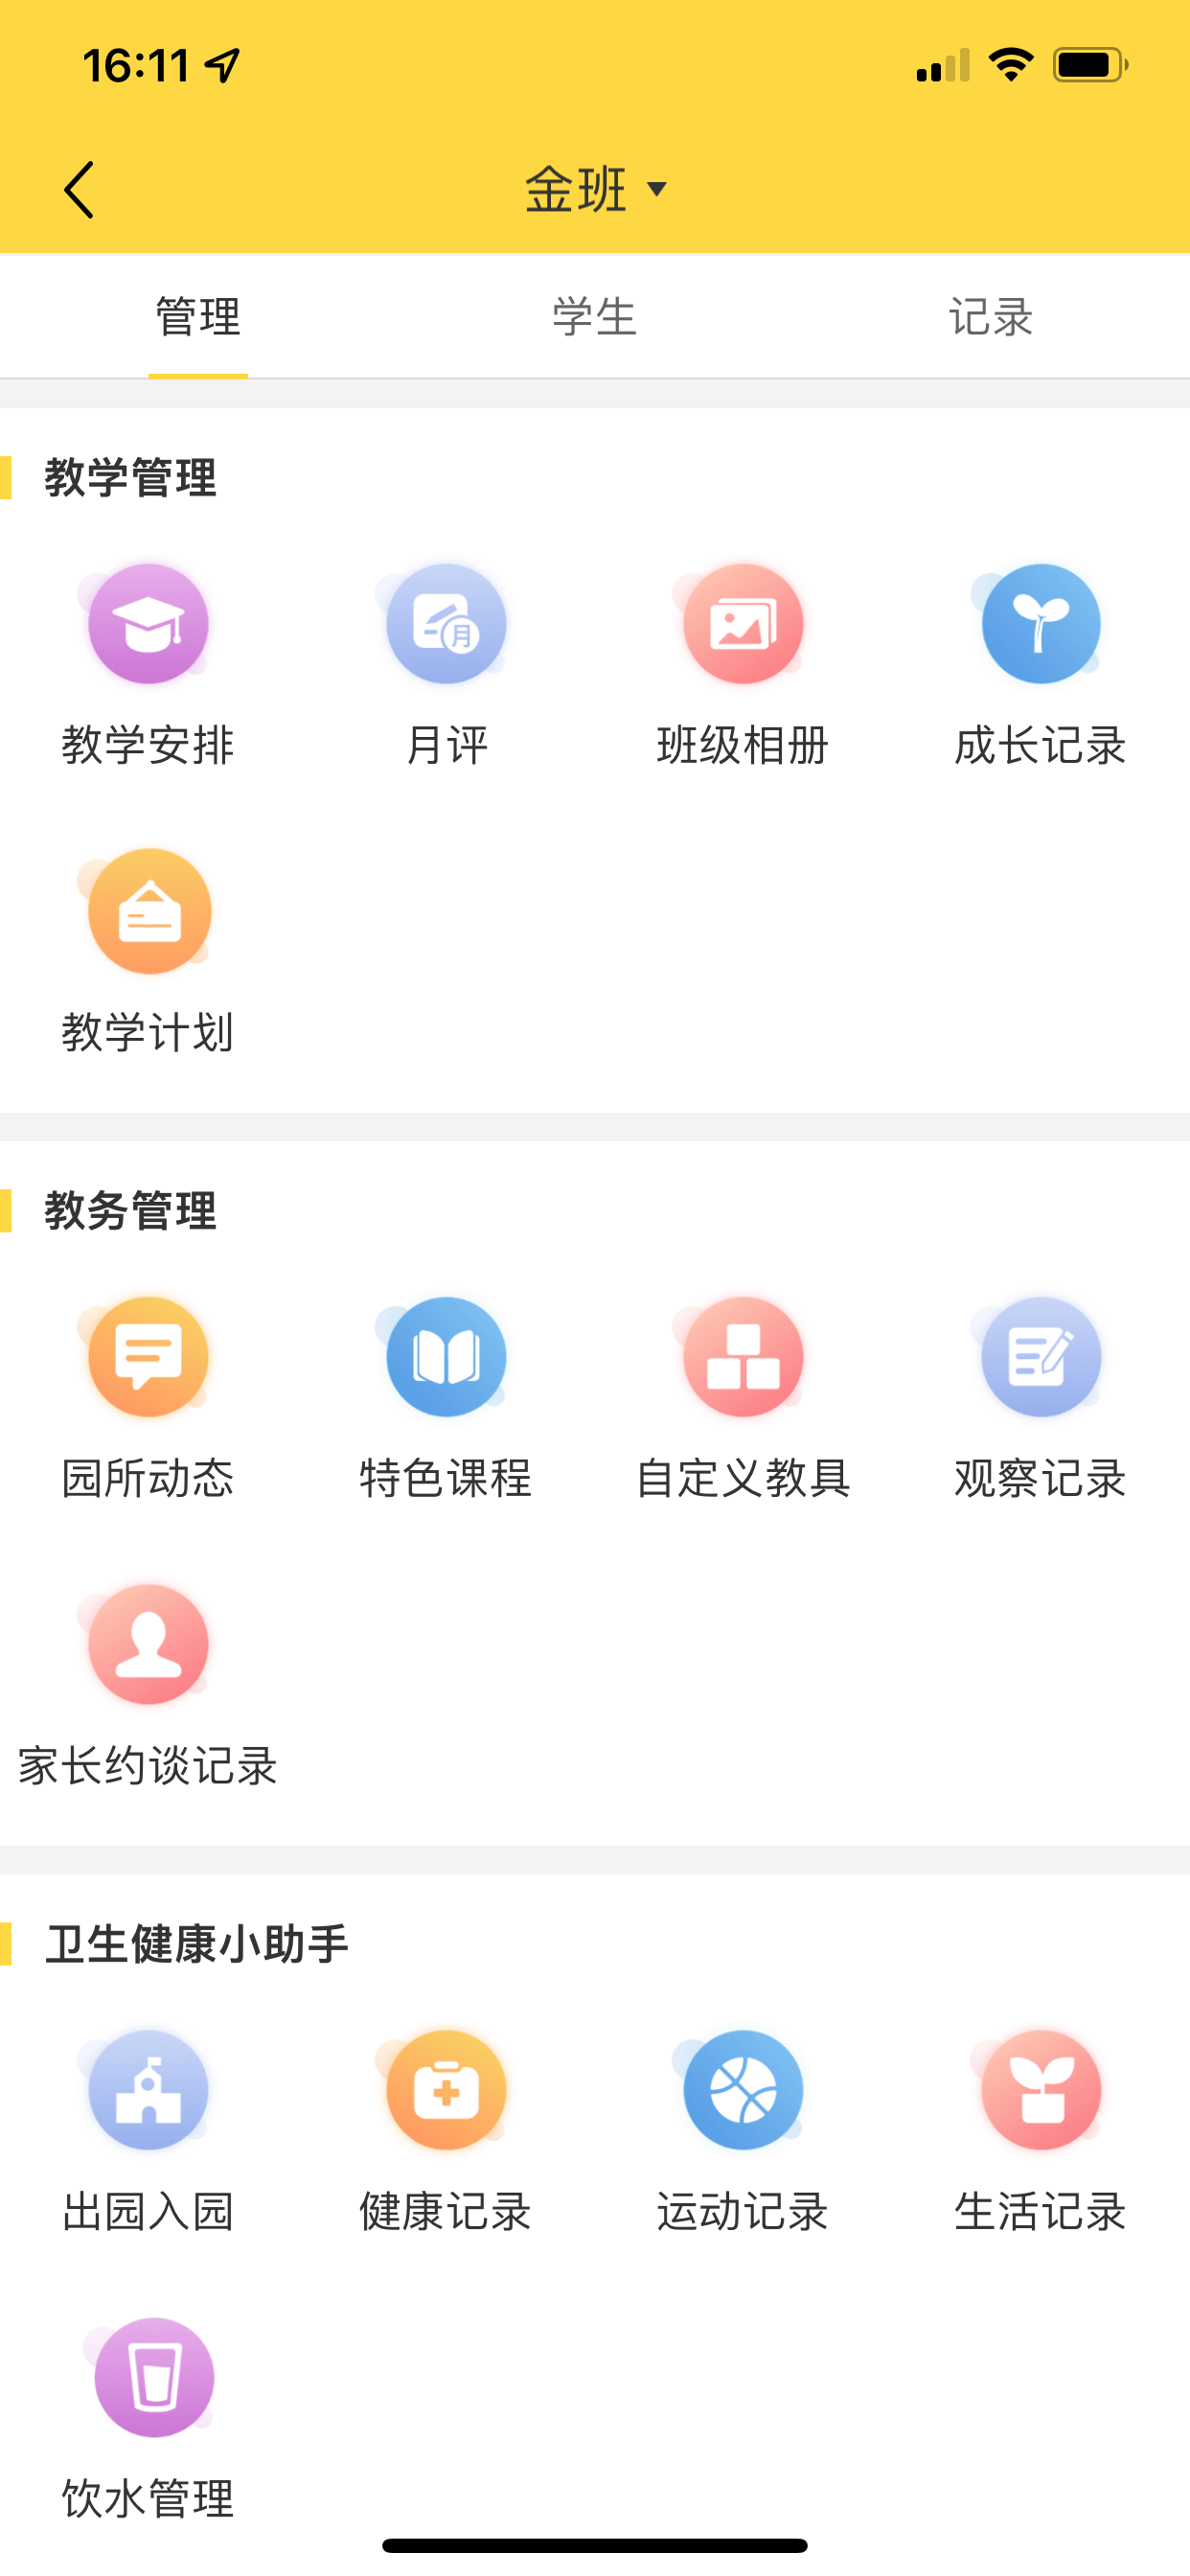 16:11
金班
管理 学生 记录
教学管理
月
教学安排 月评 班级相册 成长记录
教学计划
教务管理
园所动态 特色课程 自定义教具 观察记录
家长约谈记录
卫生健康小助手
出园入园 健康记录 运动记录 生活记录
饮水管理